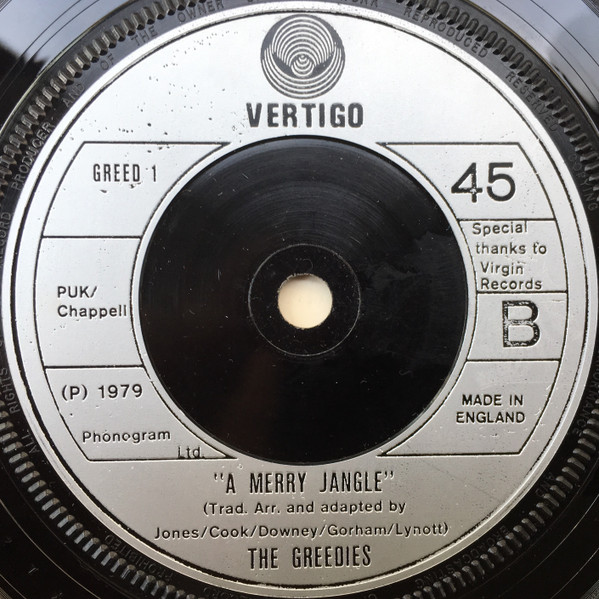 VERTIGO
GREED 1
45
Special
thanks to
Virgin
Records
PUK/
Chappell
B
(P) 1979
MADE IN
ENGLAND
Phonogram
Ltd.
"A MERRY JANGLE"
(Trad. Arr. and adapted by
Jones/Cook/Downey/Gorham/Lynott)
THE GREEDIES